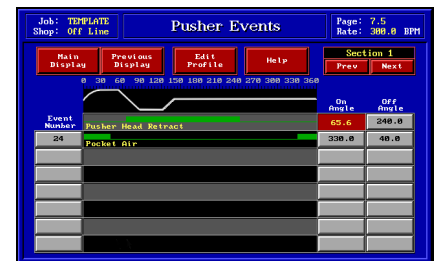 Job: TEMPLATE
Shop: Off Line
Pusher Events
Page: 7.5
Rate: 300.0 BPM
Main Display
Previous Display
Edit Profile
Help
Section 1
Prev Next
0 30 60 90 120 150 180 210 240 270 300 330 360
Event Number
On Angle
Off Angle
Pusher Head Retract
65.6
240.0
24
Pocket Air
330.0
40.0